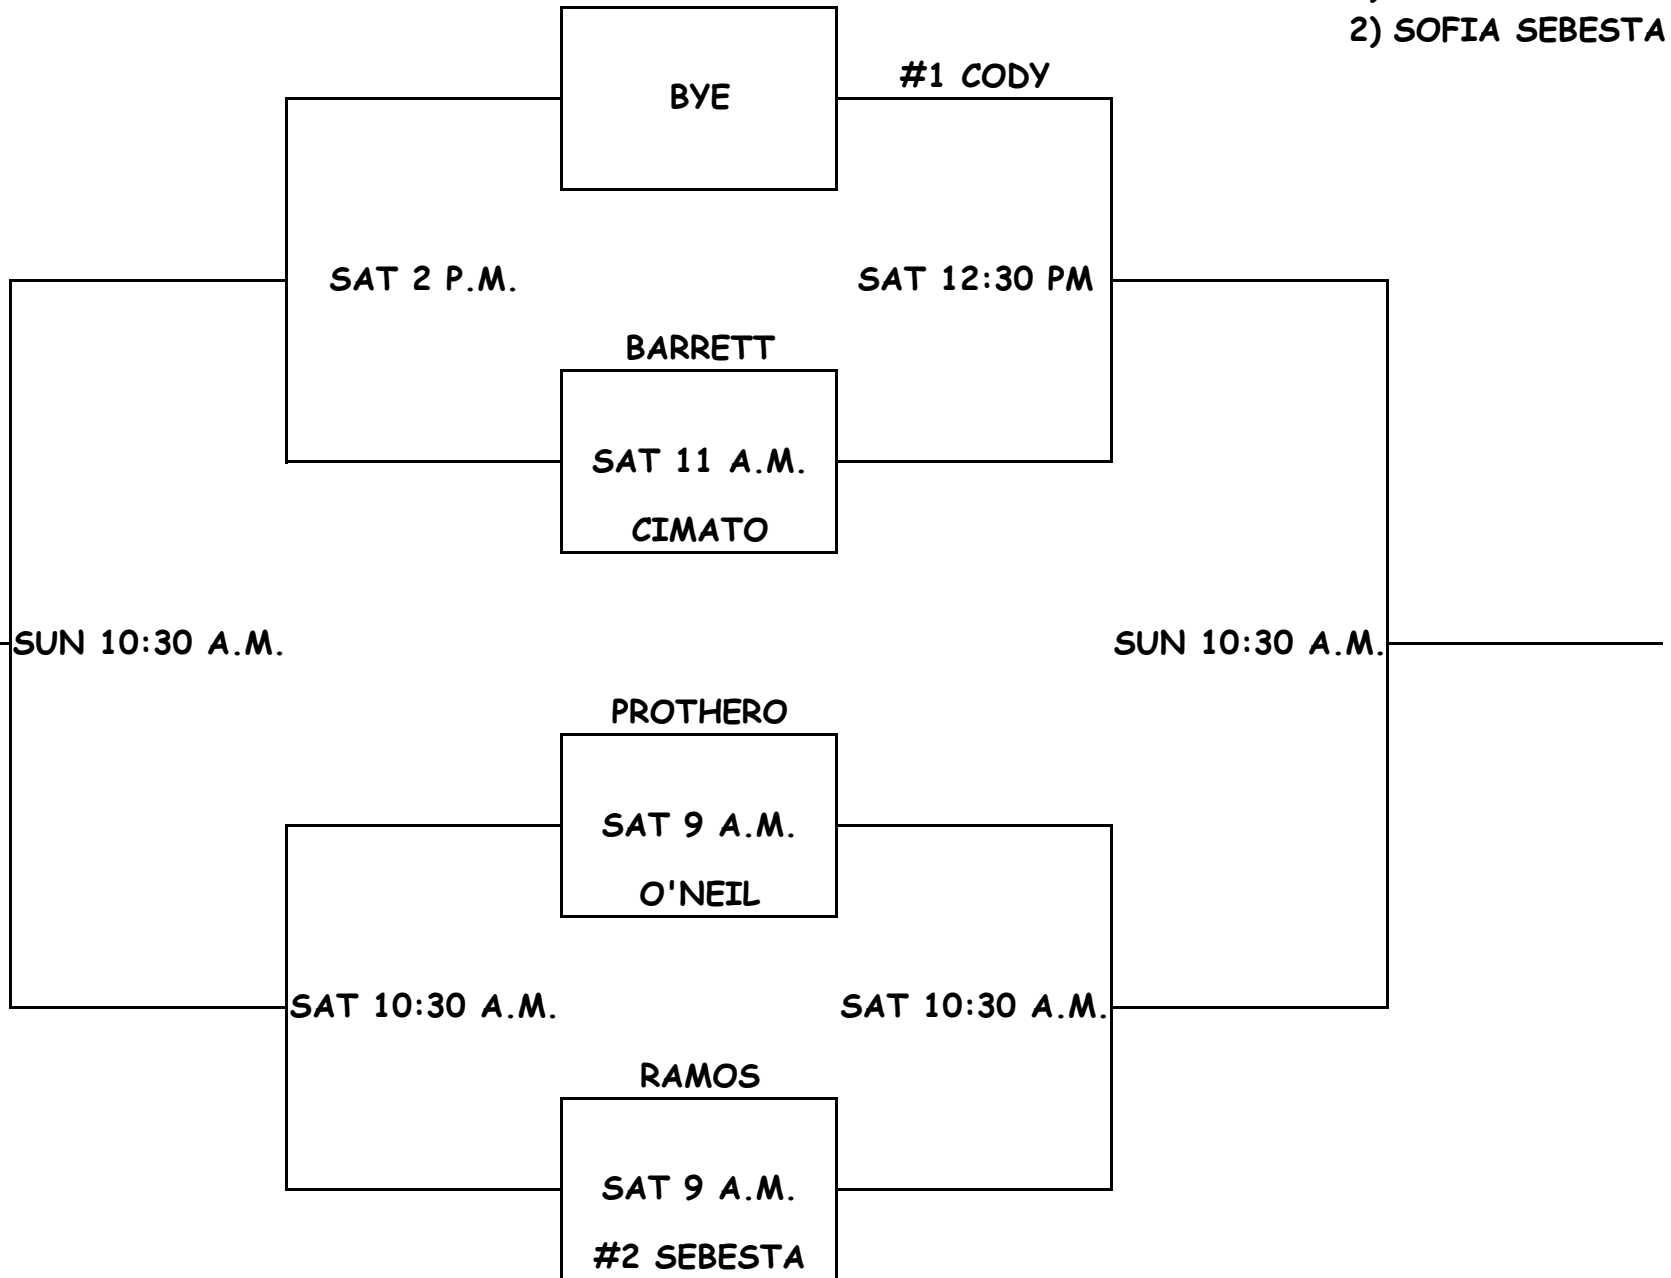 2) SOFIA SEBESTA
#1 CODY
BYE
SAT 2 P.M.
SAT 12:30 PM
BARRETT
SAT 11 A.M.
CIMATO
SUN 10:30 A.M.
SUN 10:30 A.M.
PROTHERO
SAT 9 A.M.
O'NEIL
SAT 10:30 A.M.
SAT 10:30 A.M.
RAMOS
SAT 9 A.M.
#2 SEBESTA